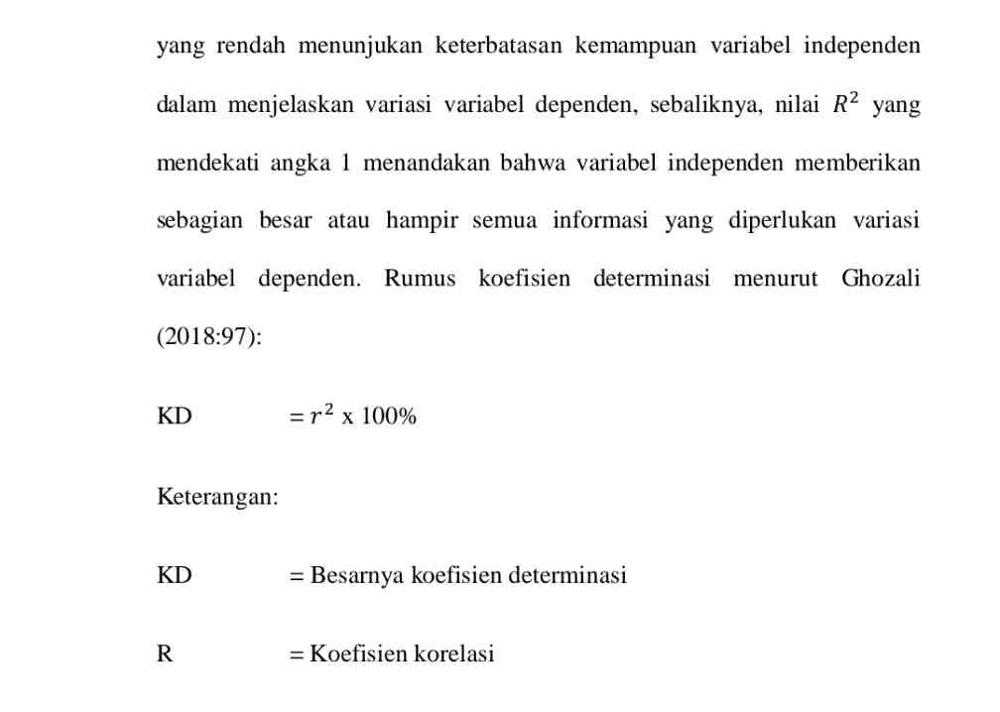 yang rendah menunjukan keterbatasan kemampuan variabel independen
dalam menjelaskan variasi variabel dependen, sebaliknya, nilai R² yang
mendekati angka 1 menandakan bahwa variabel independen memberikan
sebagian besar atau hampir semua informasi yang diperlukan variasi
variabel dependen. Rumus koefisien determinasi menurut Ghozali
(2018:97):
KD = r² x 100%
Keterangan:
KD = Besarnya koefisien determinasi
R = Koefisien korelasi